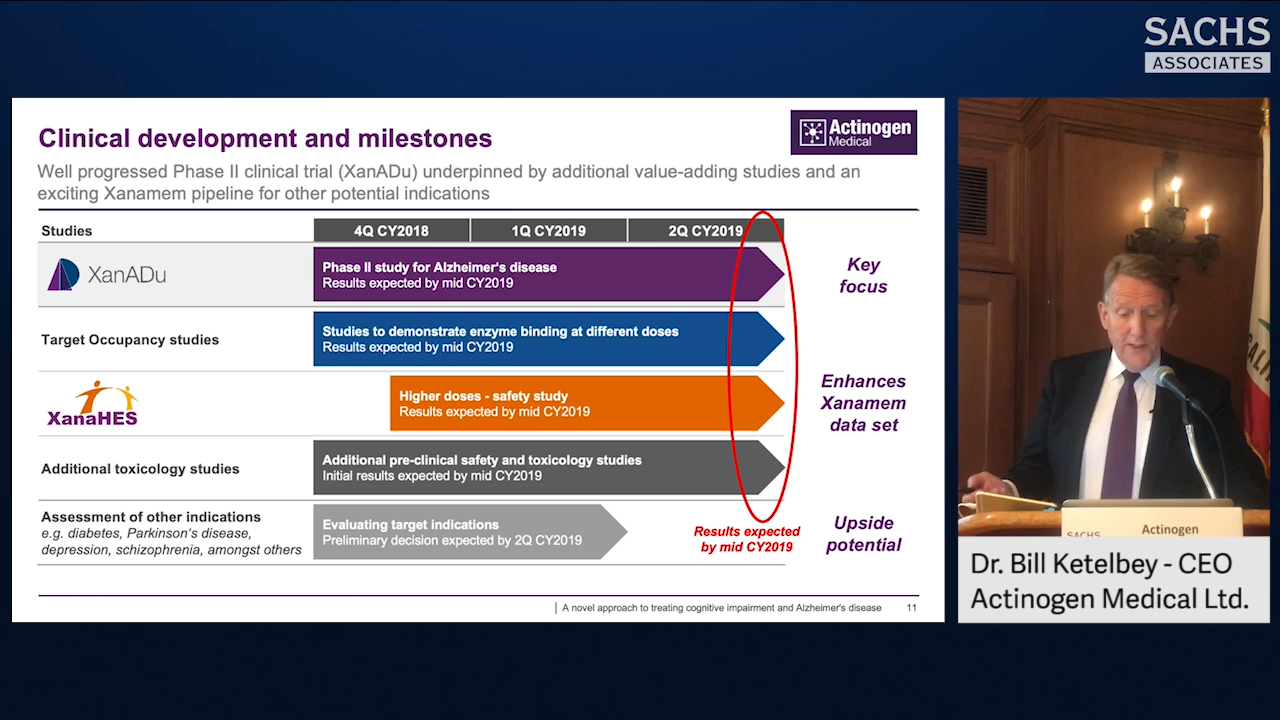 SACHS
ASSOCIATES
Clinical development and milestones
Actinogen
Medical
Well progressed Phase II clinical trial (XanADu) underpinned by additional value-adding studies and an
exciting Xanamem pipeline for other potential indications
Studies
4Q CY2018
1Q CY2019
2Q CY2019
XanADu
Phase II study for Alzheimer's disease
Results expected by mid CY2019
Key
focus
Target Occupancy studies
Studies to demonstrate enzyme binding at different doses
Results expected by mid CY2019
XanaHES
Higher doses - safety study
Results expected by mid CY2019
Enhances
Xanamem
data set
Additional toxicology studies
Additional pre-clinical safety and toxicology studies
Initial results expected by mid CY2019
Assessment of other indications
e.g. diabetes, Parkinson's disease,
depression, schizophrenia, amongst others
Evaluating target indications
Preliminary decision expected by 2Q CY2019
Results expected
by mid CY2019
Upside
potential
A novel approach to treating cognitive impairment and Alzheimer's disease 11
SACHS
Actinogen
Dr. Bill Ketelbey - CEO
Actinogen Medical Ltd.